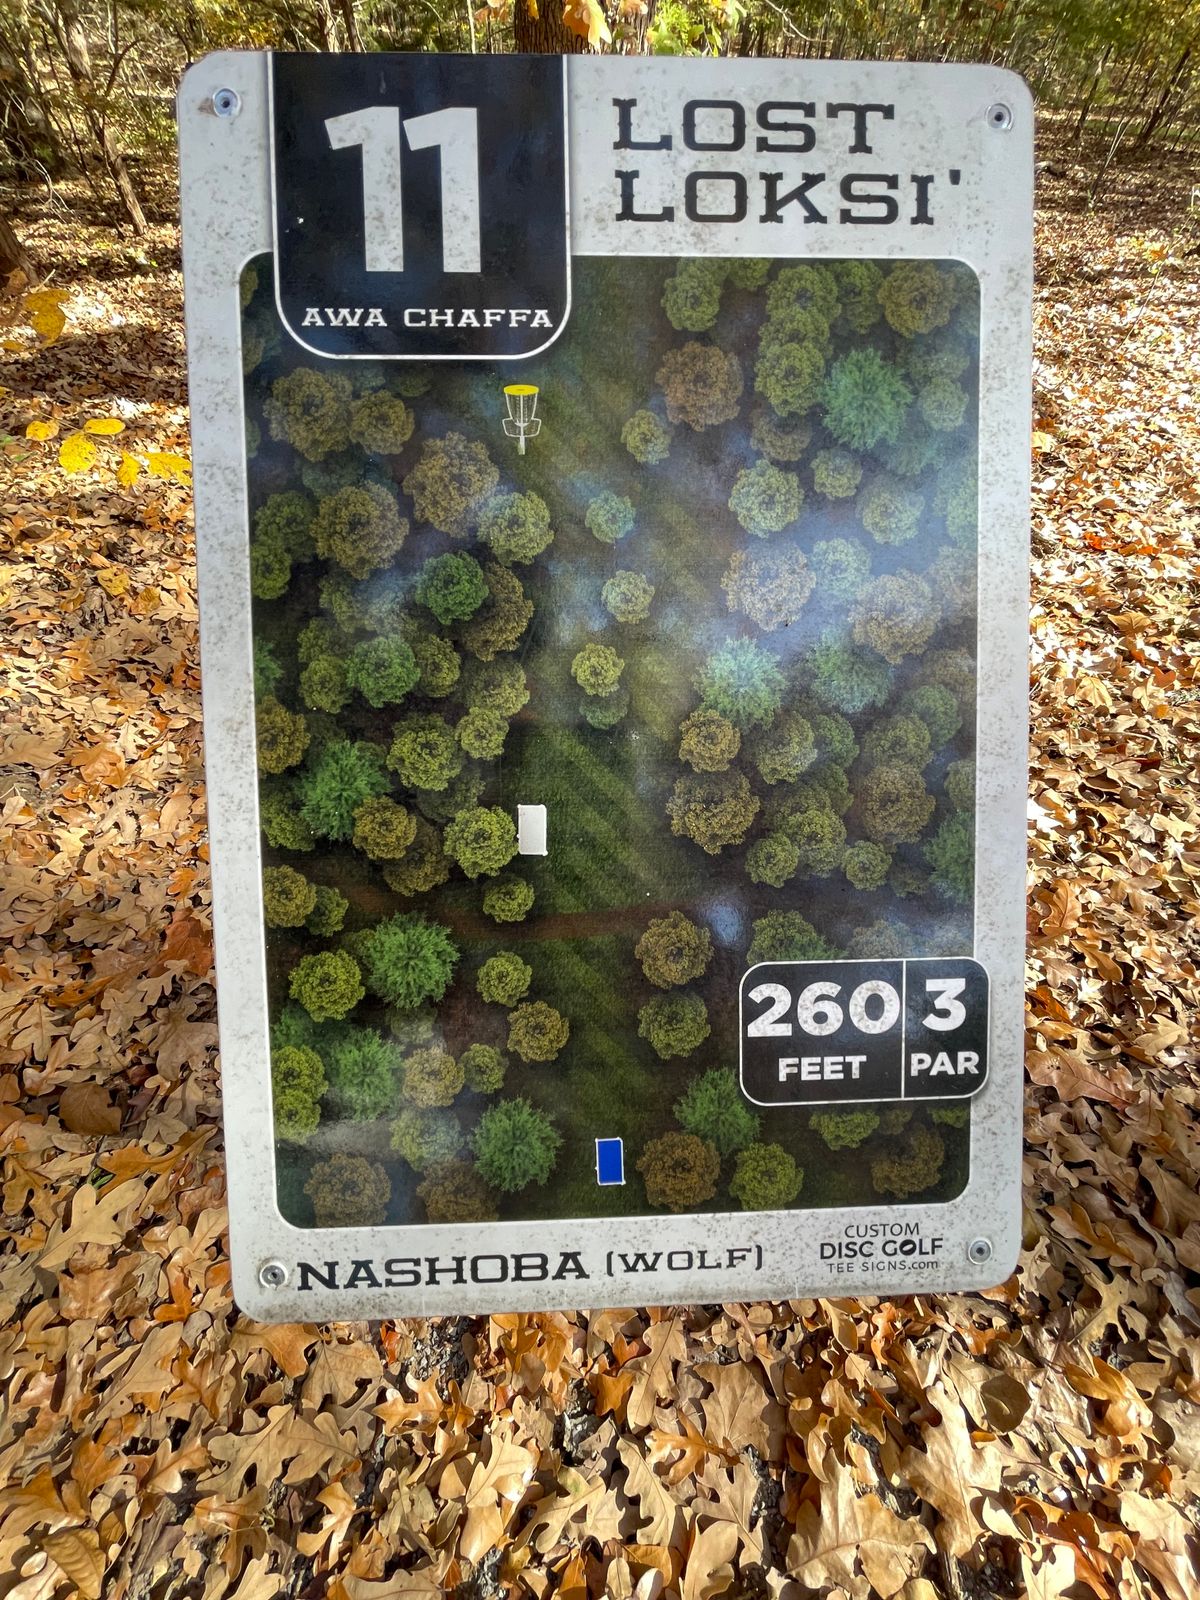 11
AWA CHAFFA
LOST
LOKSI'
260
FEET
3
PAR
NASHOBA (WOLF)
CUSTOM
DISC GOLF
TEE SIGNS.com